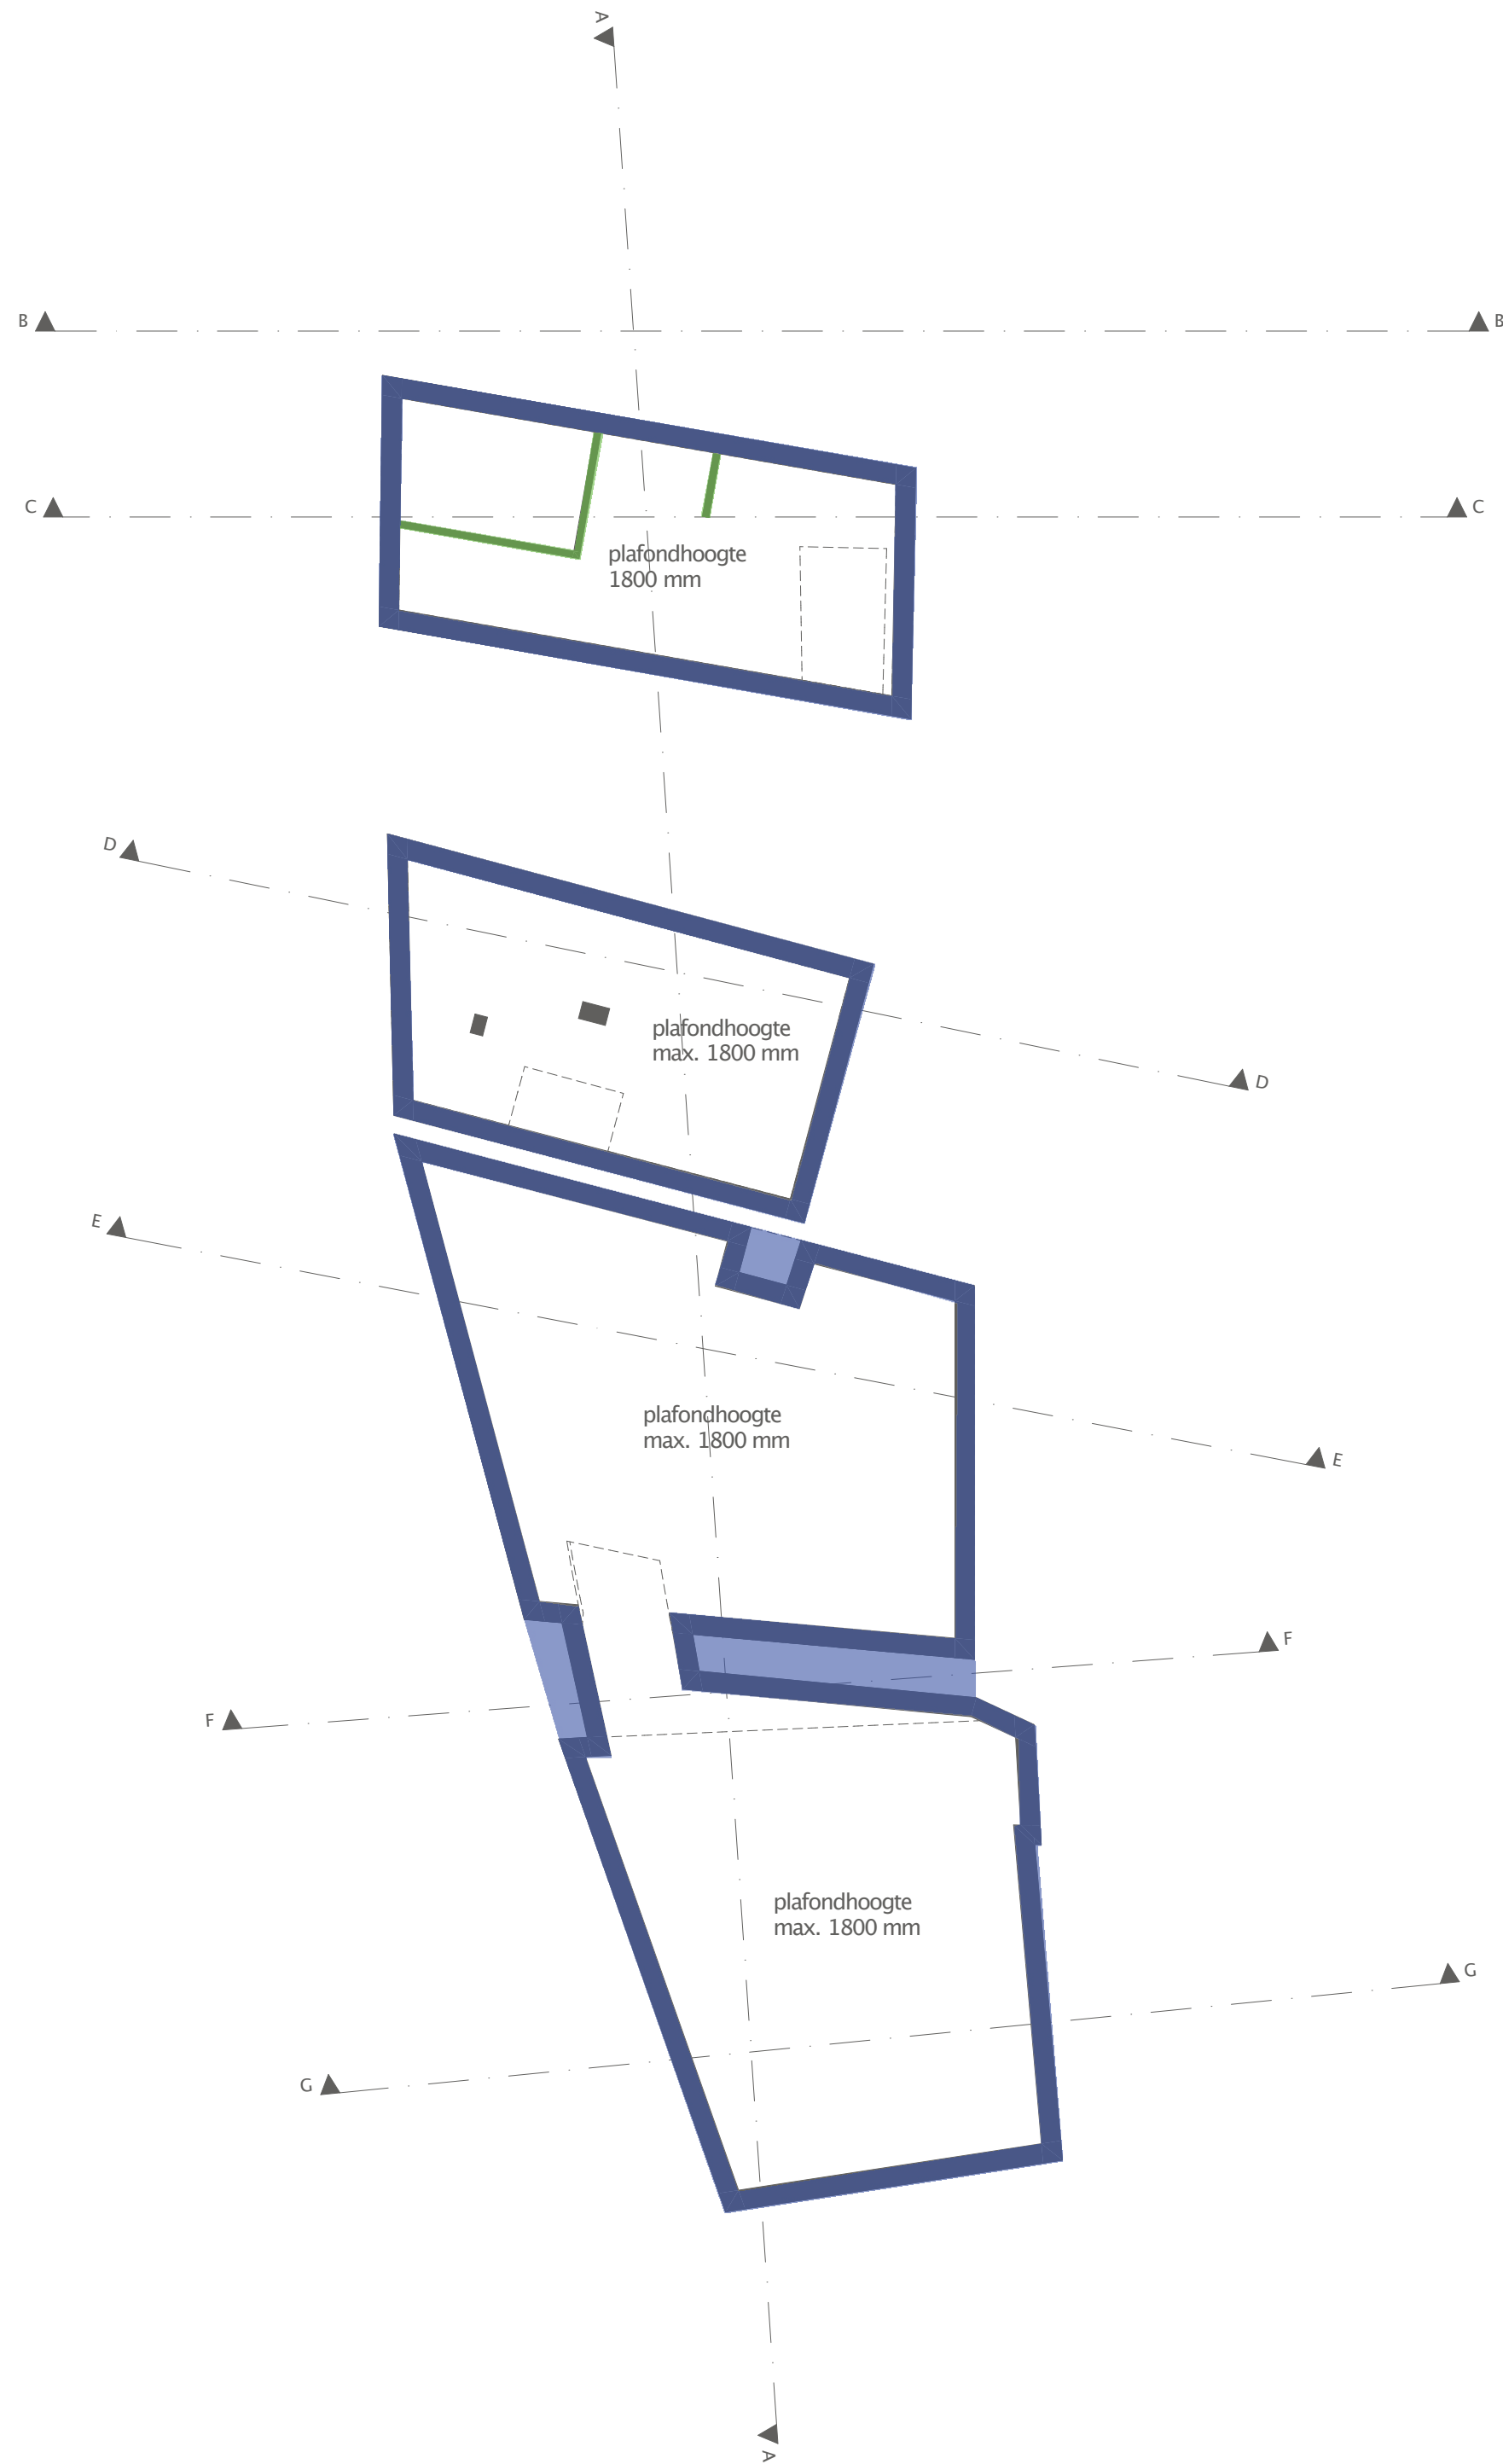 A
B B
C C
plafondhoogte
1800 mm
D
plafondhoogte
max. 1800 mm
D
E
plafondhoogte
max. 1800 mm
E
F
F
plafondhoogte
max. 1800 mm
G
G
A